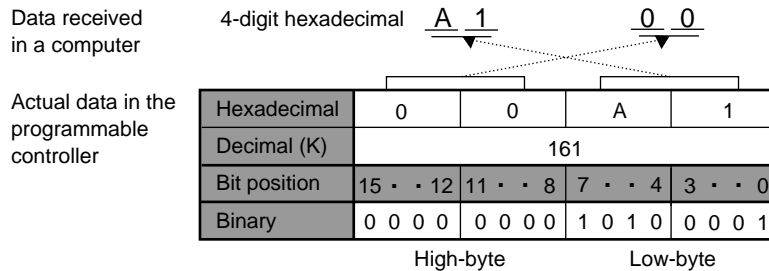 Data received
in a computer
4-digit hexadecimal A 1 0 0
Actual data in the
programmable
controller
Hexadecimal 0 0 A 1
Decimal (K) 161
Bit position 15 · · 12 11 · · 8 7 · · 4 3 · · 0
Binary 0 0 0 0 0 0 0 0 1 0 1 0 0 0 0 1
High-byte Low-byte